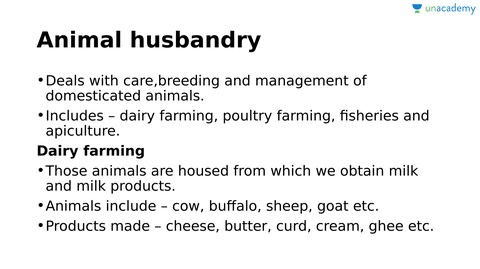 unacademy
Animal husbandry
•Deals with care,breeding and management of
domesticated animals.
•Includes – dairy farming, poultry farming, fisheries and
apiculture.
Dairy farming
•Those animals are housed from which we obtain milk
and milk products.
•Animals include – cow, buffalo, sheep, goat etc.
•Products made – cheese, butter, curd, cream, ghee etc.